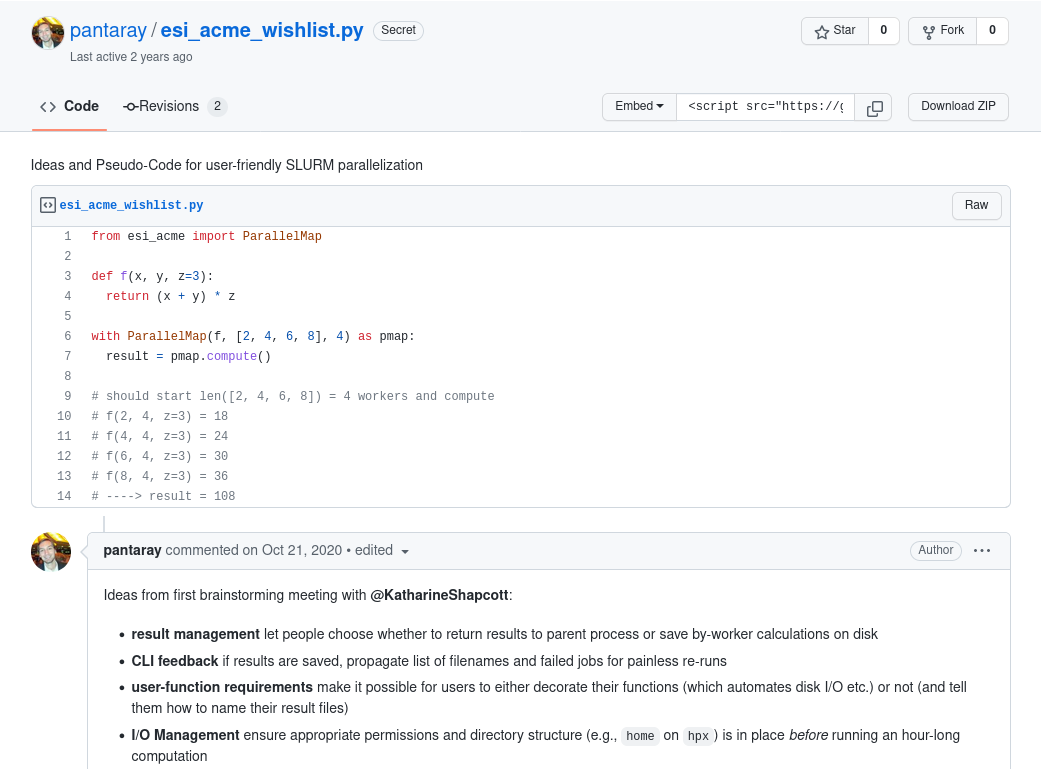 pantaray / esi_acme_wishlist.py Secret
Star 0 Fork 0
Last active 2 years ago
Code Revisions 2
Embed <script src="https://g Download ZIP
Ideas and Pseudo-Code for user-friendly SLURM parallelization
esi_acme_wishlist.py Raw
1 from esi_acme import ParallelMap
2
3 def f(x, y, z=3):
4 return (x + y) * z
5
6 with ParallelMap(f, [2, 4, 6, 8], 4) as pmap:
7 result = pmap.compute()
8
9 # should start len([2, 4, 6, 8]) = 4 workers and compute
10 # f(2, 4, z=3) = 18
11 # f(4, 4, z=3) = 24
12 # f(6, 4, z=3) = 30
13 # f(8, 4, z=3) = 36
14 # ----> result = 108
pantaray commented on Oct 21, 2020 • edited Author
Ideas from first brainstorming meeting with @KatharineShapcott:
• result management let people choose whether to return results to parent process or save by-worker calculations on disk
• CLI feedback if results are saved, propagate list of filenames and failed jobs for painless re-runs
• user-function requirements make it possible for users to either decorate their functions (which automates disk I/O etc.) or not (and tell
them how to name their result files)
• I/O Management ensure appropriate permissions and directory structure (e.g., home on hpx ) is in place before running an hour-long
computation